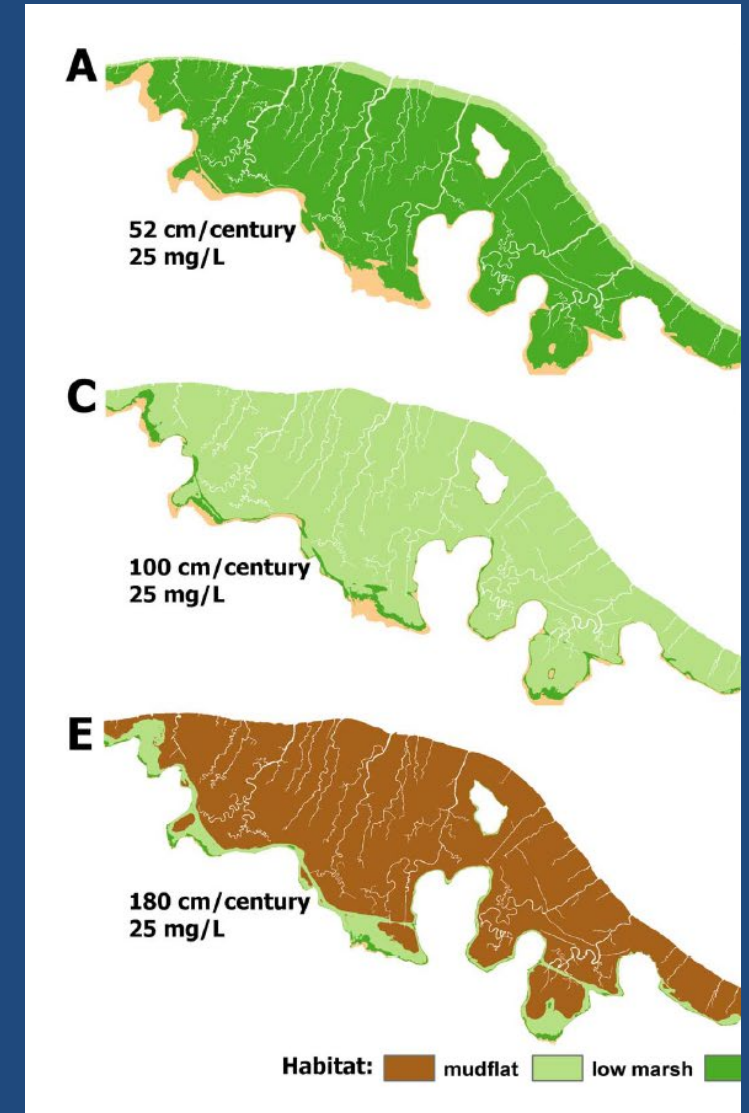 A
52 cm/century
25 mg/L
C
100 cm/century
25 mg/L
E
180 cm/century
25 mg/L
Habitat: mudflat low marsh